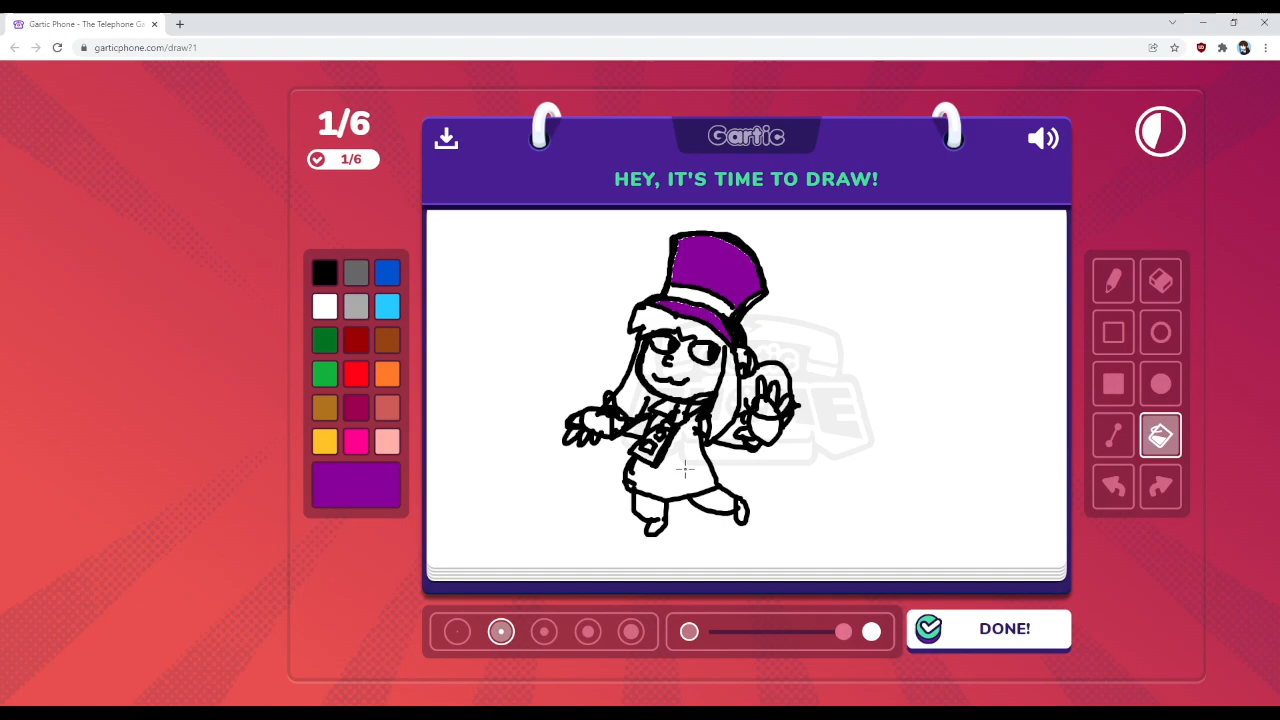 Gartic Phone - The Telephone Ga
garticphone.com/draw?1
1/6
1/6
Gartic
HEY, IT'S TIME TO DRAW!
DONE!